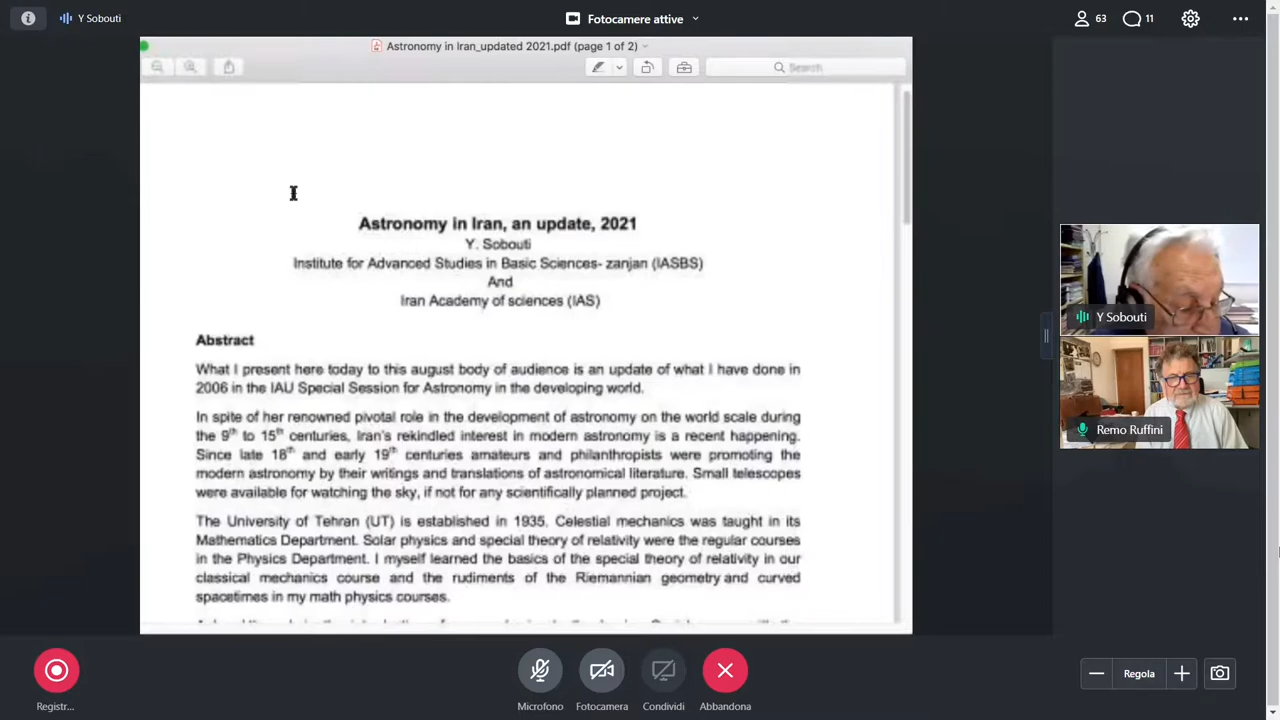 Y Sobouti
Fotocamere attive
63
11
Astronomy in Iran_updated 2021.pdf (page 1 of 2)
Search
Astronomy in Iran, an update, 2021
Y. Sobouti
Institute for Advanced Studies in Basic Sciences- zanjan (IASBS)
And
Iran Academy of sciences (IAS)
Abstract
What I present here today to this august body of audience is an update of what I have done in
2006 in the IAU Special Session for Astronomy in the developing world.
In spite of her renowned pivotal role in the development of astronomy on the world scale during
the 9th to 15th centuries, Iran's rekindled interest in modern astronomy is a recent happening.
Since late 18th and early 19th centuries amateurs and philanthropists were promoting the
modern astronomy by their writings and translations of astronomical literature. Small telescopes
were available for watching the sky, if not for any scientifically planned project.
The University of Tehran (UT) is established in 1935. Celestial mechanics was taught in its
Mathematics Department. Solar physics and special theory of relativity were the regular courses
in the Physics Department. I myself learned the basics of the special theory of relativity in our
classical mechanics course and the rudiments of the Riemannian geometry and curved
spacetimes in my math physics courses.
Y Sobouti
Remo Ruffini
Registr...
Microfono
Fotocamera
Condividi
Abbandona
Regola